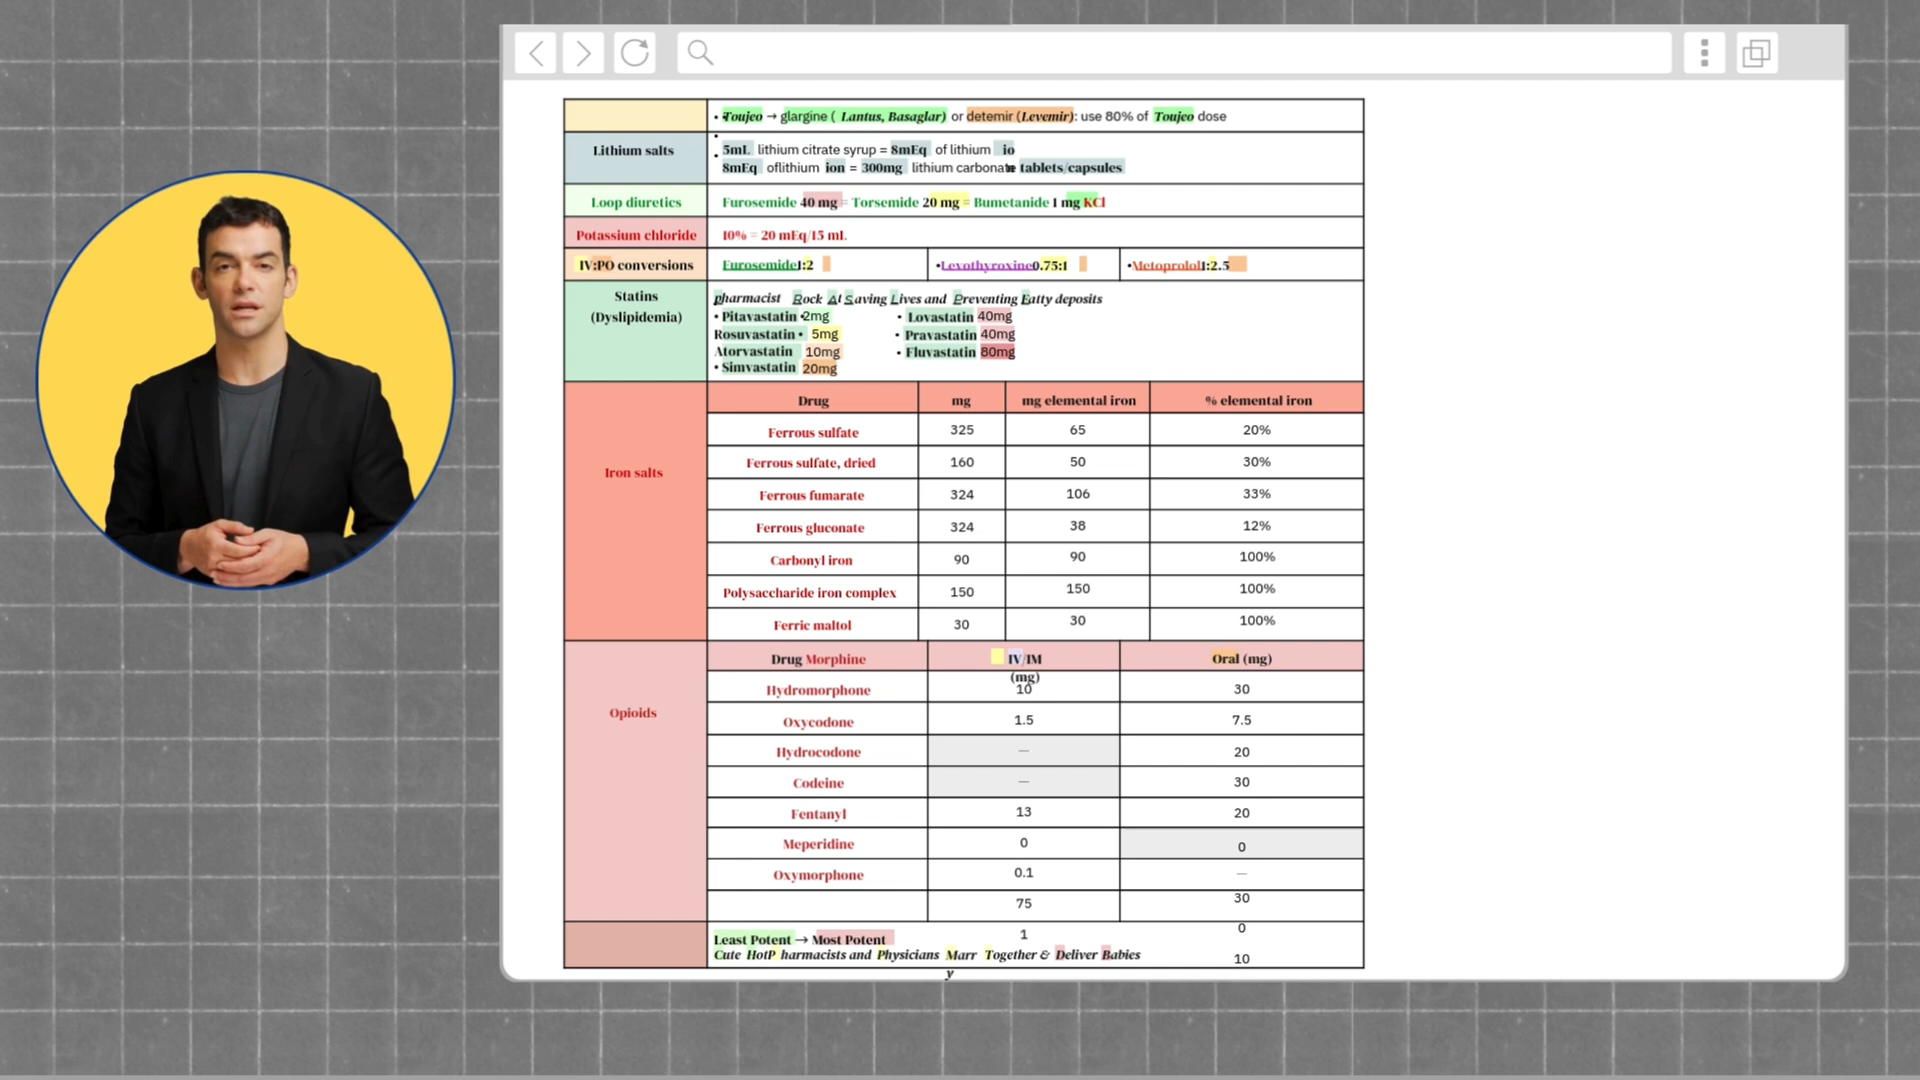 • Toujeo → glargine ( Lantus, Basaglar) or detemir (Levemir): use 80% of Toujeo dose
Lithium salts
• 5mL lithium citrate syrup = 8mEq of lithium io
• 8mEq oflithium ion = 300mg lithium carbonate tablets/capsules
Loop diuretics
Furosemide 40 mg = Torsemide 20 mg = Bumetanide 1 mg KCl
Potassium chloride
10% = 20 mEq/15 mL
IV:PO conversions
Furosemide1:2
•Levothyroxine0.75:1
•Metoprolol1:2.5
Statins
(Dyslipidemia)
pharmacist Rock At Saving Lives and Preventing Fatty deposits
• Pitavastatin •2mg • Lovastatin 40mg
Rosuvastatin • 5mg • Pravastatin 40mg
Atorvastatin 10mg • Fluvastatin 80mg
• Simvastatin 20mg
Iron salts
Drug mg mg elemental iron % elemental iron
Ferrous sulfate 325 65 20%
Ferrous sulfate, dried 160 50 30%
Ferrous fumarate 324 106 33%
Ferrous gluconate 324 38 12%
Carbonyl iron 90 90 100%
Polysaccharide iron complex 150 150 100%
Ferric maltol 30 30 100%
Opioids
Drug Morphine IV/IM Oral (mg)
(mg)
Hydromorphone 10 30
Oxycodone 1.5 7.5
Hydrocodone — 20
Codeine — 30
Fentanyl 13 20
Meperidine 0 0
Oxymorphone 0.1 —
75 30
1 0
10
Least Potent → Most Potent
Cute HotP harmacists and Physicians Marr Together & Deliver Babies
y